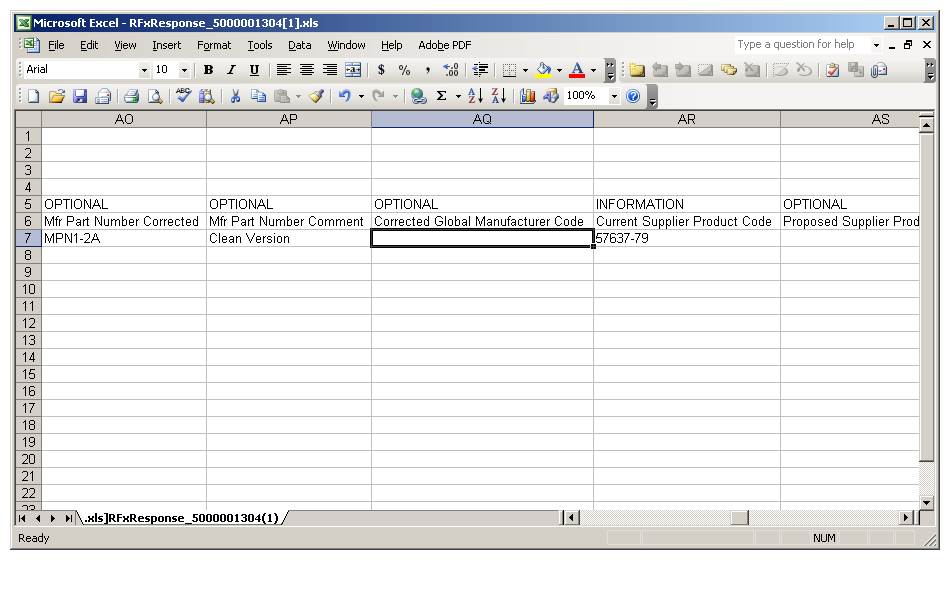 Microsoft Excel - RFxResponse_5000001304[1].xls
File Edit View Insert Format Tools Data Window Help Adobe PDF Type a question for help
Arial 10 B I U $ % ,
ABC Σ A Z Z A 100% ?
AO AP AQ AR AS
1
2
3
4
5 OPTIONAL OPTIONAL OPTIONAL INFORMATION OPTIONAL
6 Mfr Part Number Corrected Mfr Part Number Comment Corrected Global Manufacturer Code Current Supplier Product Code Proposed Supplier Prod
7 MPN1-2A Clean Version 57637-79
8
9
10
11
12
13
14
15
16
17
18
19
20
21
22
23
.xls]RFxResponse_5000001304(1)
Ready NUM